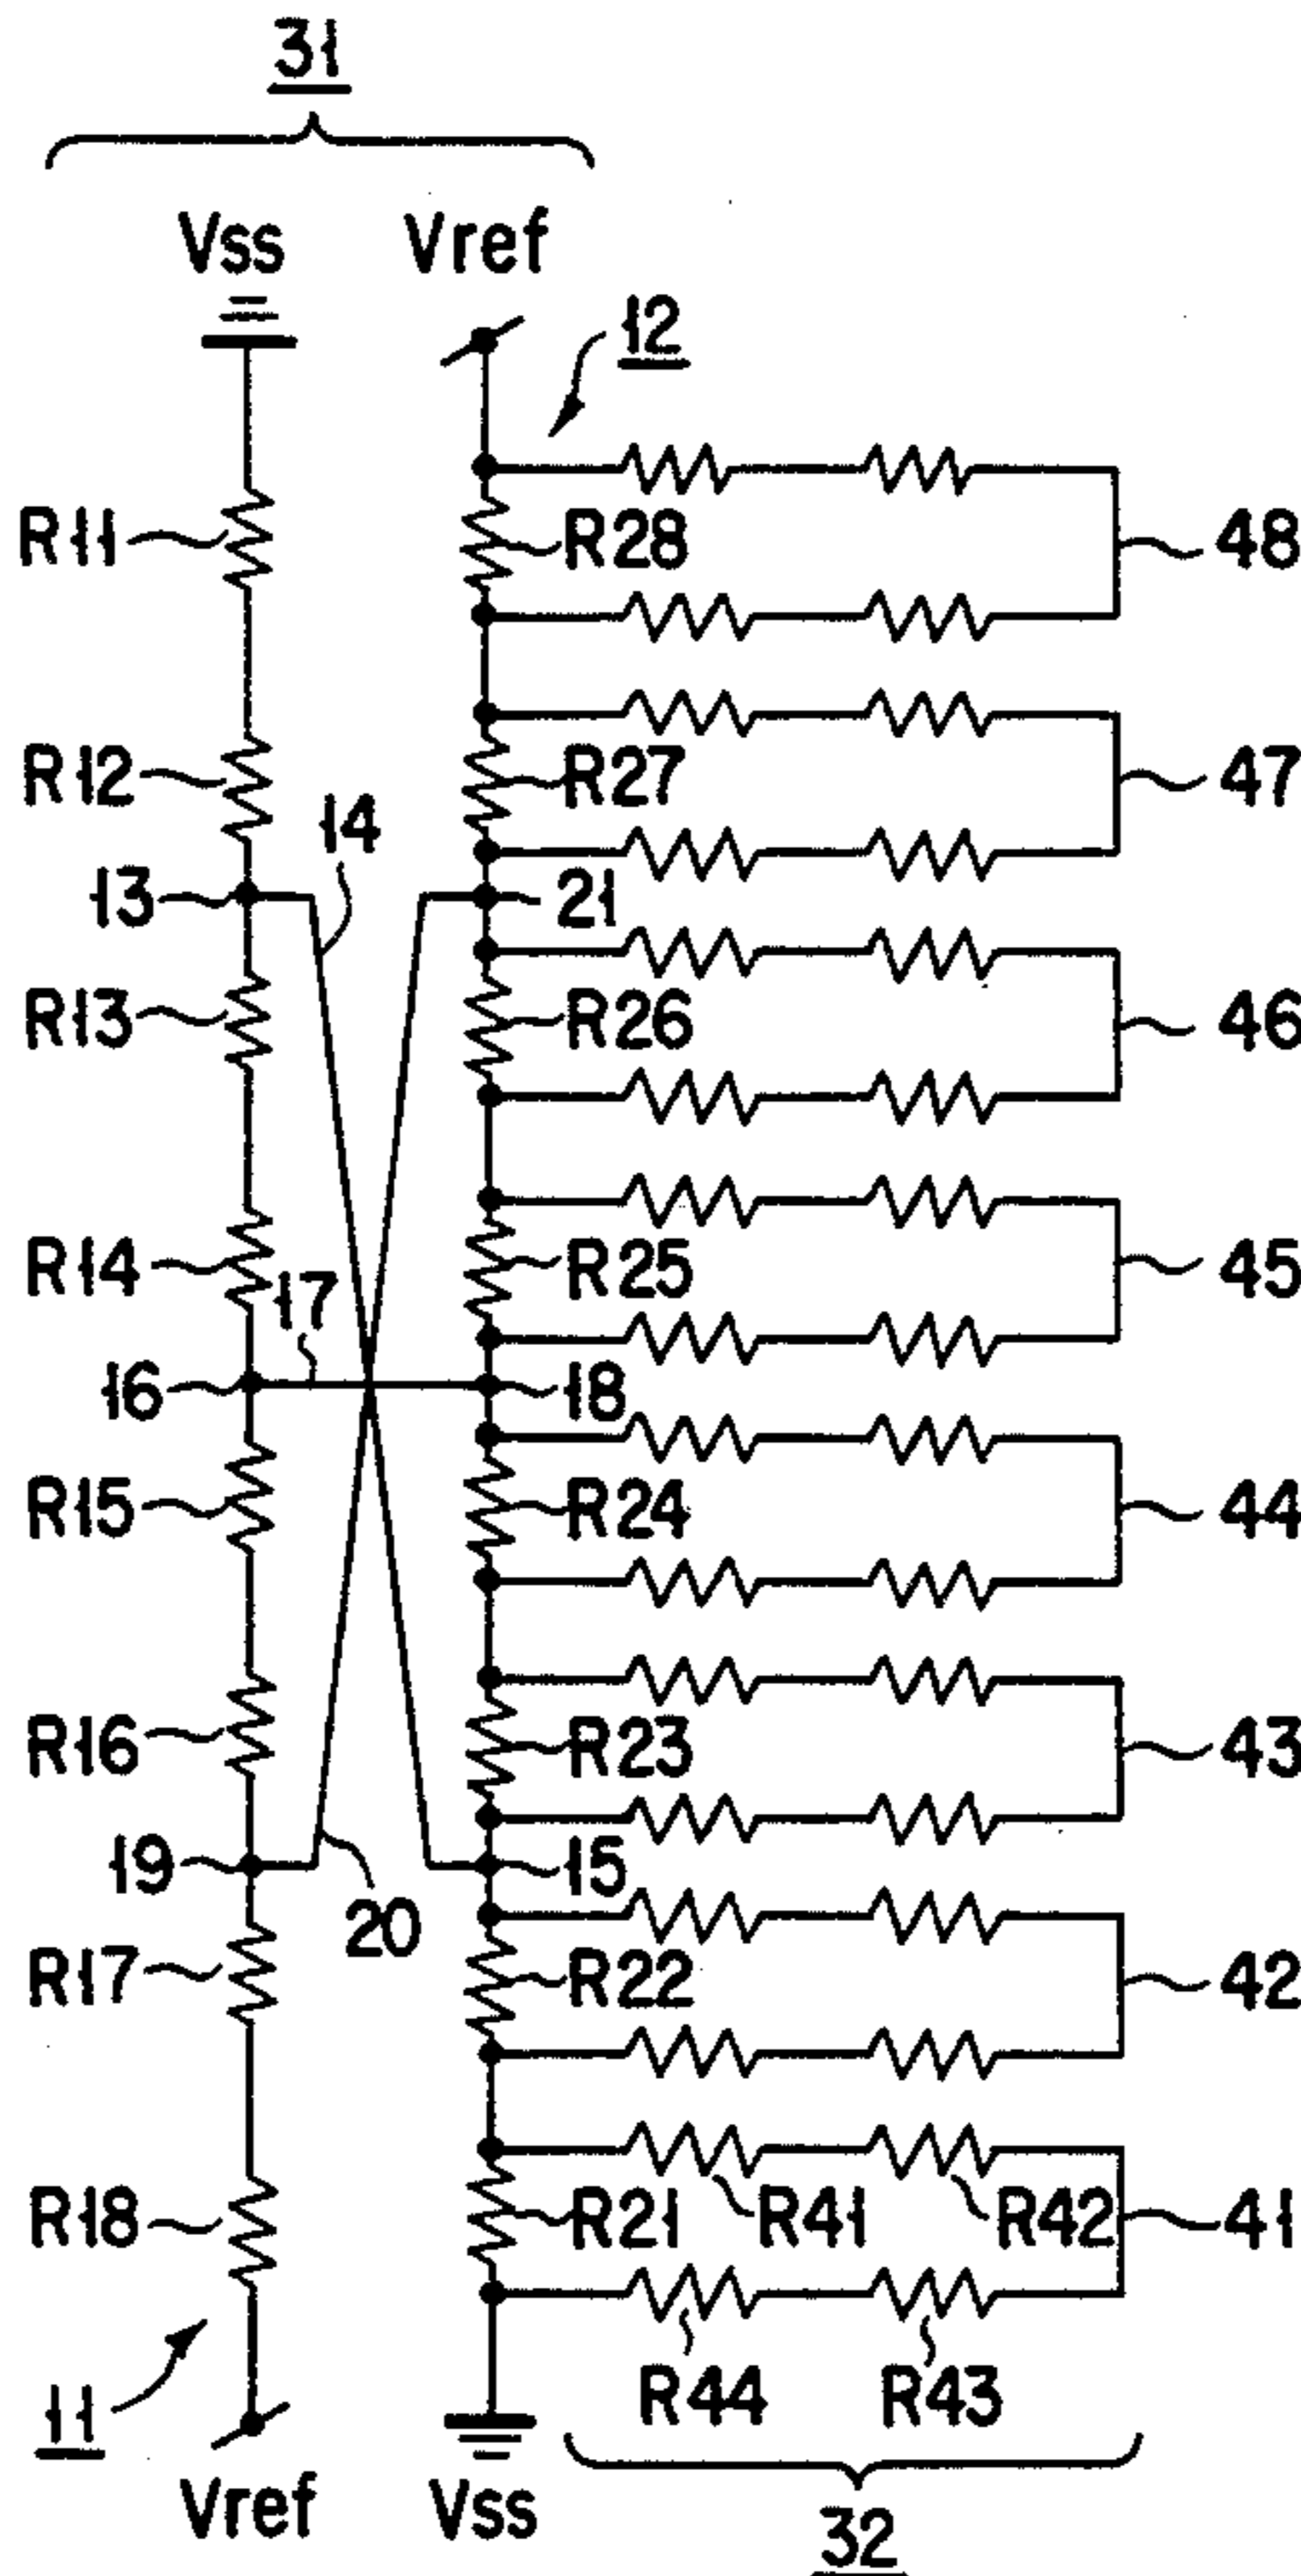 31
Vss Vref
12
R11 R28 48
R12 R27 47
14
13 21
R13 R26 46
R14 R25 45
17
16 18
R15 R24 44
R16 R23 43
19 15
20
R17 R22 42
R18 R21 R41 R42 41
11 R44 R43
Vref Vss
32